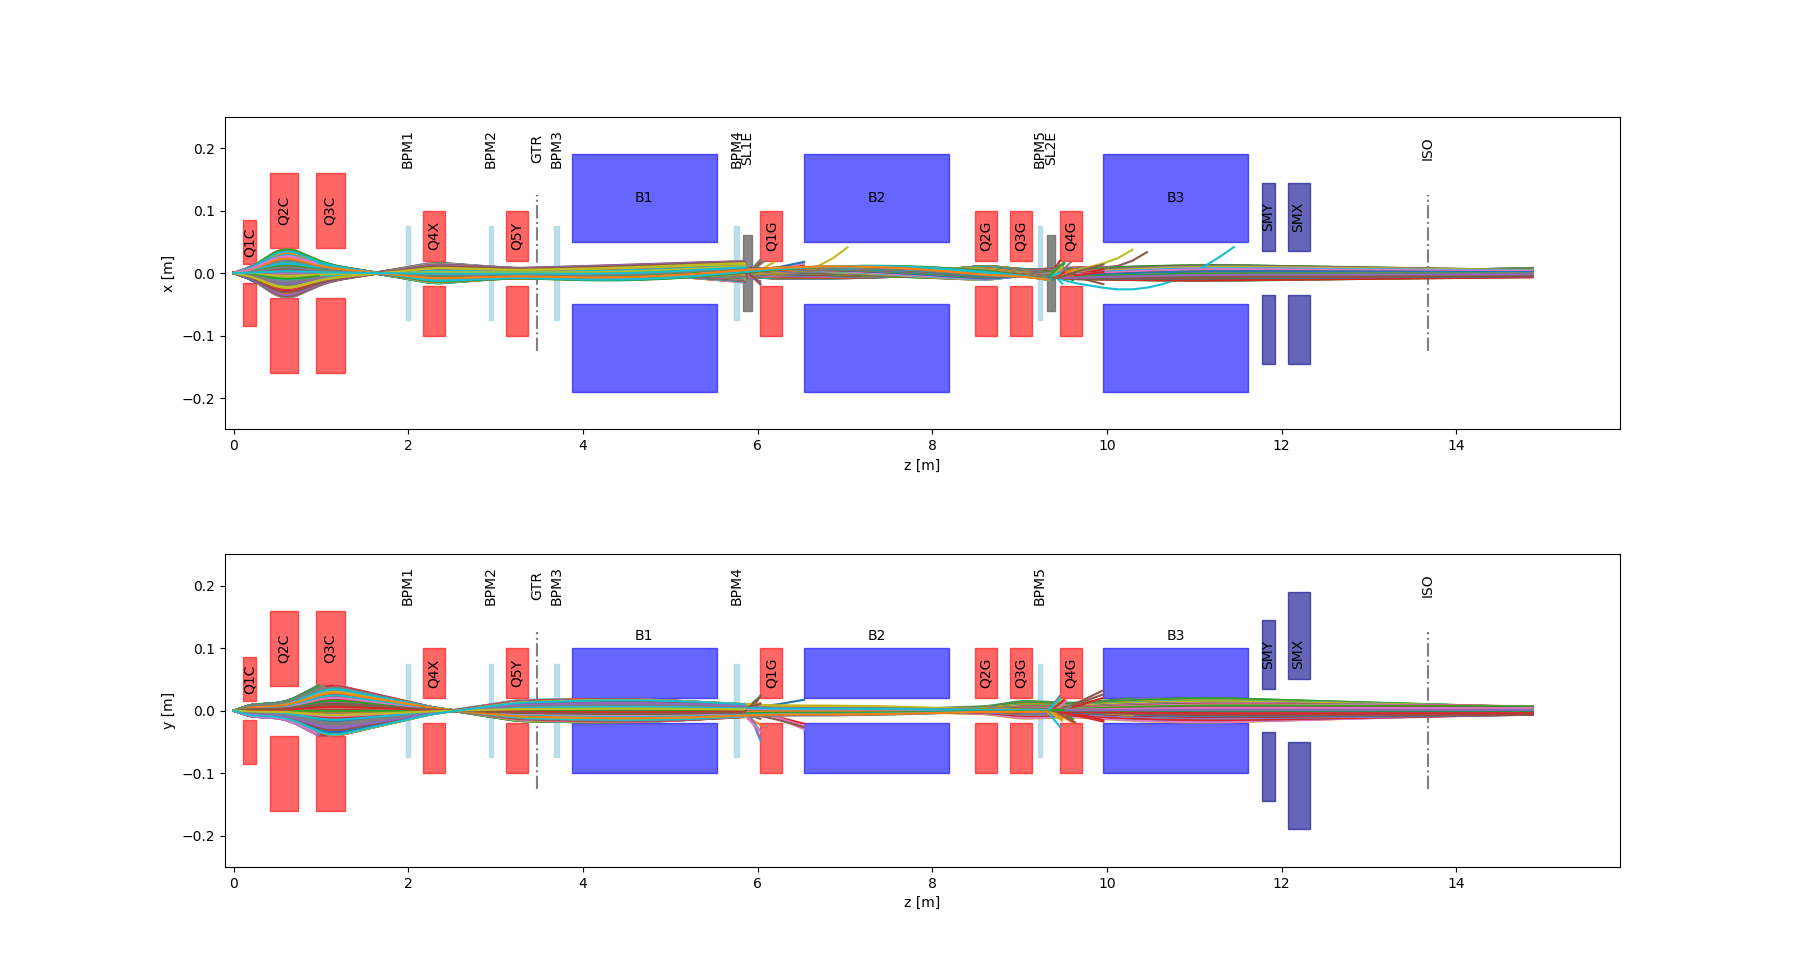 BPM1
BPM2
GTR
BPM3
BPM4
SL1E
BPM5
SL2E
ISO
Q1C
Q2C
Q3C
Q4X
Q5Y
B1
Q1G
B2
Q2G
Q3G
Q4G
B3
SMY
SMX
0.2
0.1
0.0
−0.1
−0.2
x [m]
0
2
4
6
8
10
12
14
z [m]
BPM1
BPM2
GTR
BPM3
BPM4
BPM5
ISO
Q1C
Q2C
Q3C
Q4X
Q5Y
B1
Q1G
B2
Q2G
Q3G
Q4G
B3
SMY
SMX
0.2
0.1
0.0
−0.1
−0.2
y [m]
0
2
4
6
8
10
12
14
z [m]